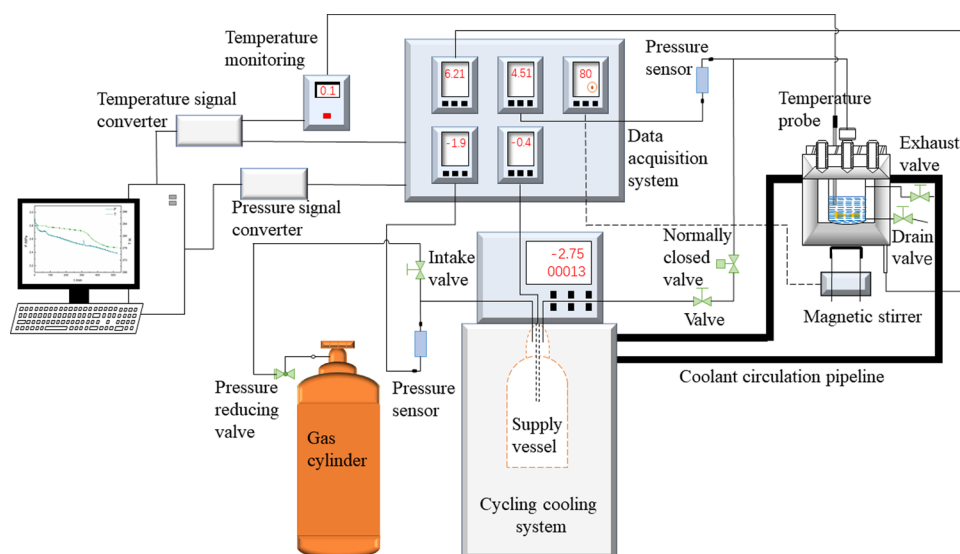 Temperature
monitoring
0.1
Temperature signal
converter
Pressure signal
converter
6.21
4.51
80
-1.9
-0.4
Data
acquisition
system
Pressure
sensor
Temperature
probe
Exhaust
valve
Drain
valve
Magnetic stirrer
Normally
closed
valve
Valve
Coolant circulation pipeline
-2.75
00013
Intake
valve
Pressure
sensor
Pressure
reducing
valve
Gas
cylinder
Supply
vessel
Cycling cooling
system